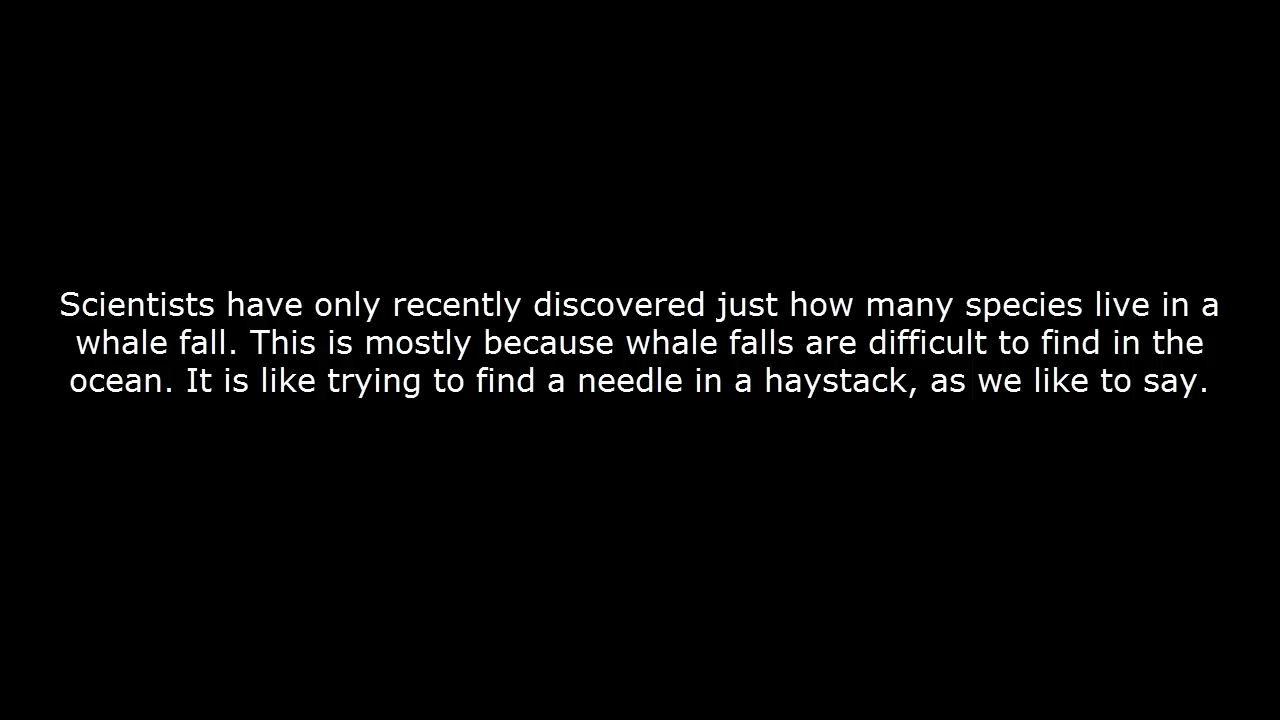 Scientists have only recently discovered just how many species live in a
whale fall. This is mostly because whale falls are difficult to find in the
ocean. It is like trying to find a needle in a haystack, as we like to say.